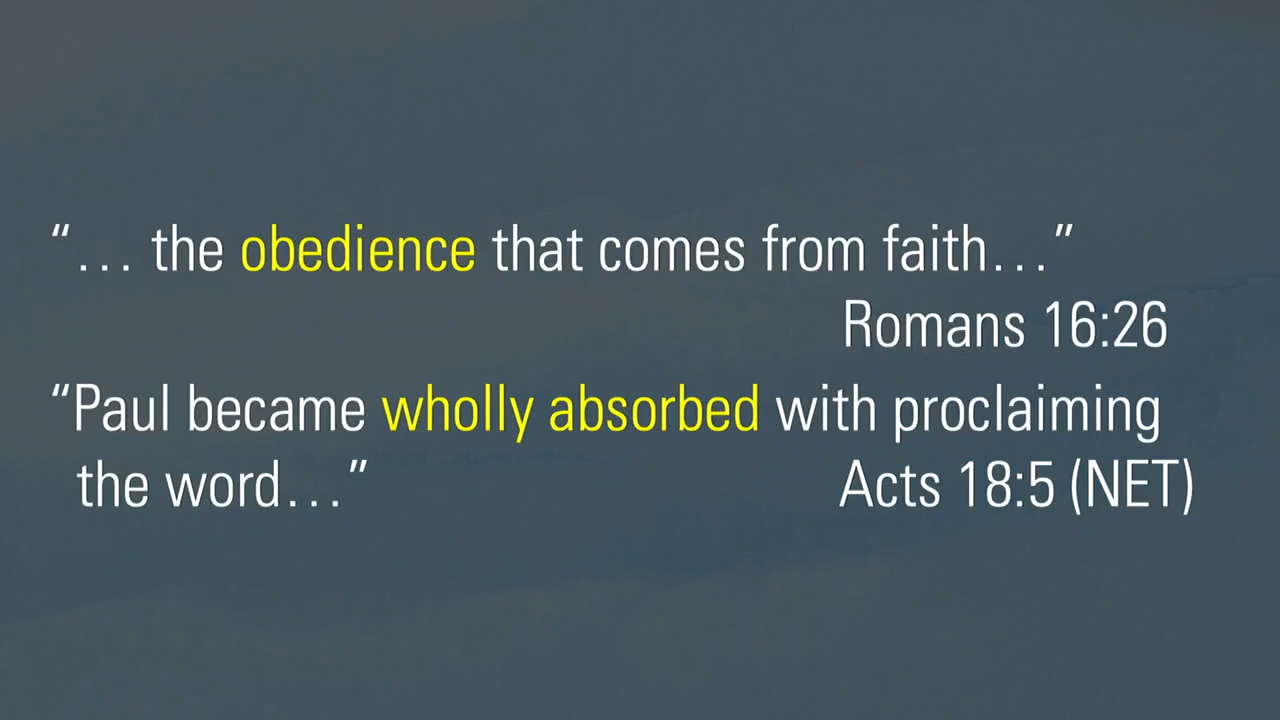 “… the obedience that comes from faith…”
Romans 16:26
“Paul became wholly absorbed with proclaiming
the word…” Acts 18:5 (NET)